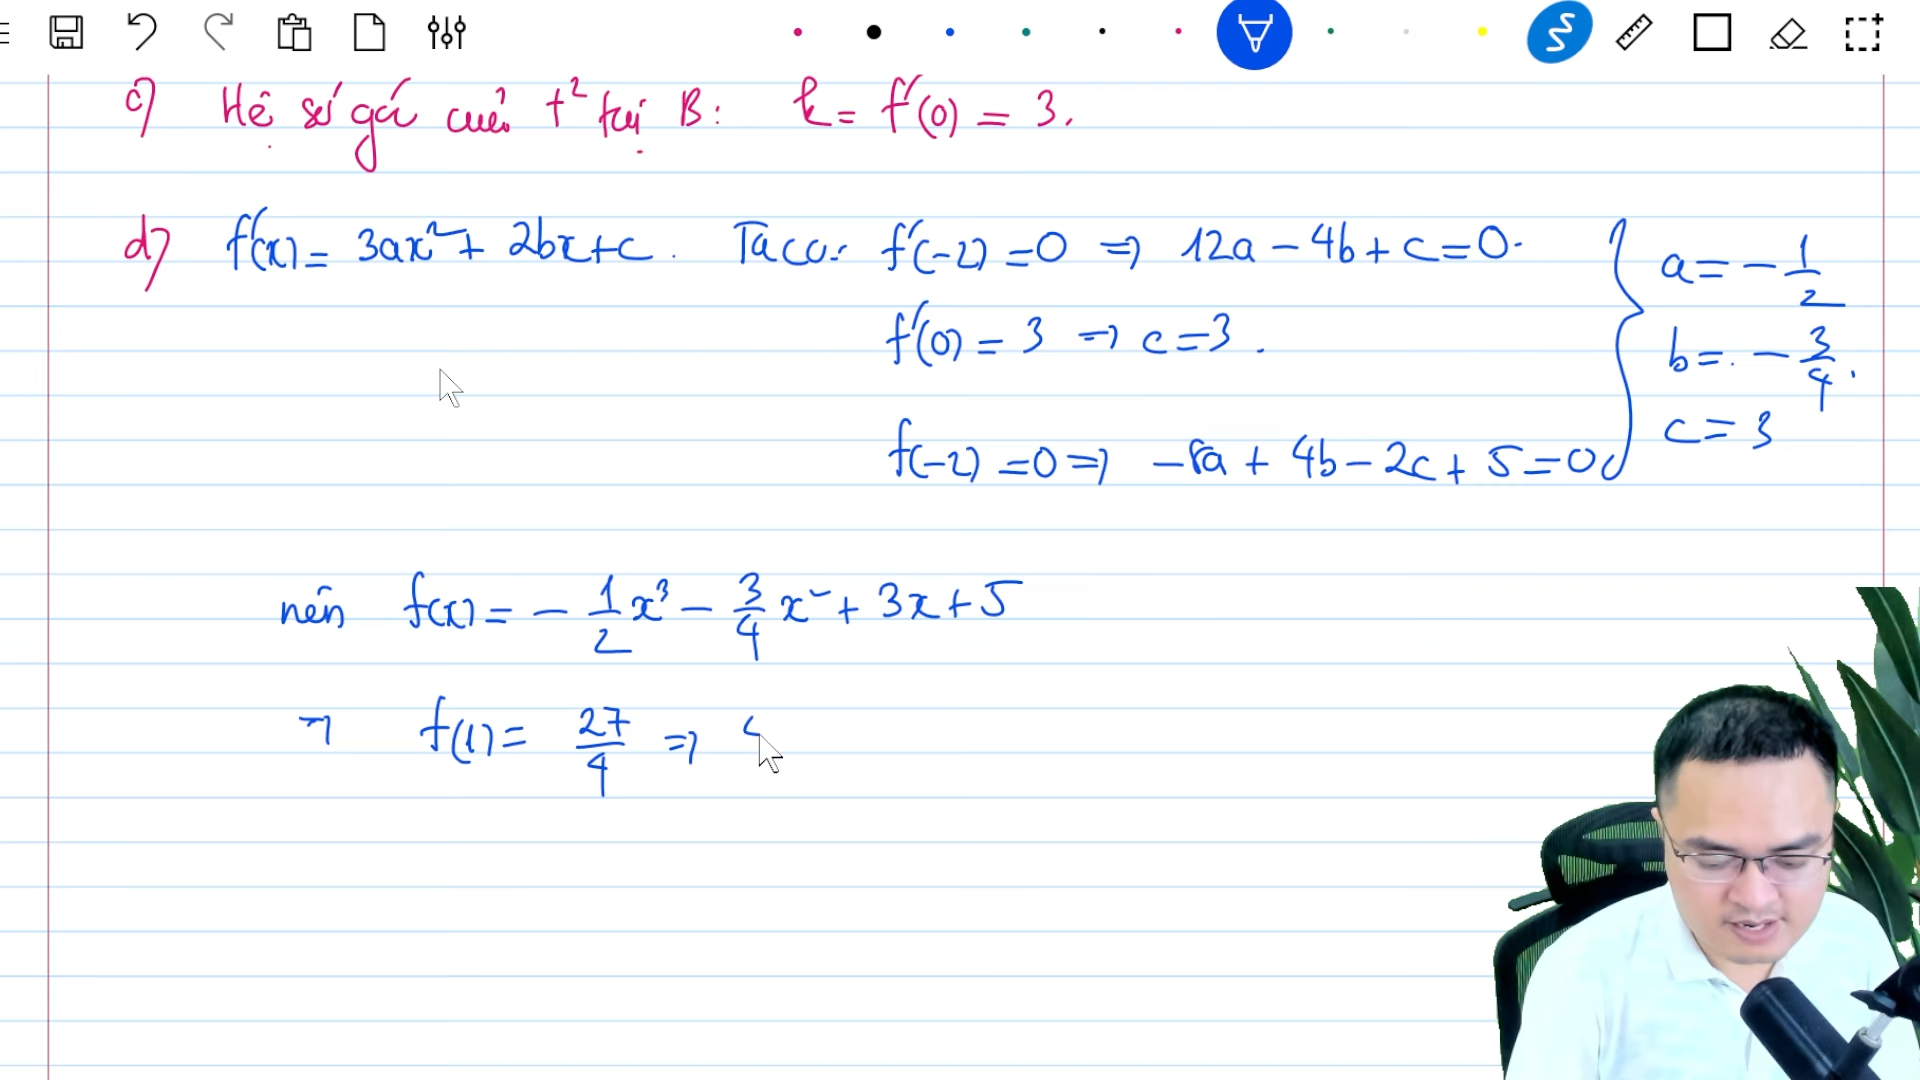 c) Hệ số góc của t² tại B: k = f'(0) = 3.
d) f'(x) = 3ax² + 2bx + c. Ta có: f'(-2) = 0 ⇒ 12a - 4b + c = 0.
f'(0) = 3 ⇒ c = 3.
f(-2) = 0 ⇒ -8a + 4b - 2c + 5 = 0
a = -1/2
b = -3/4.
c = 3
nên f(x) = -1/2x³ - 3/4x² + 3x + 5
⇒ f(1) = 27/4 ⇒